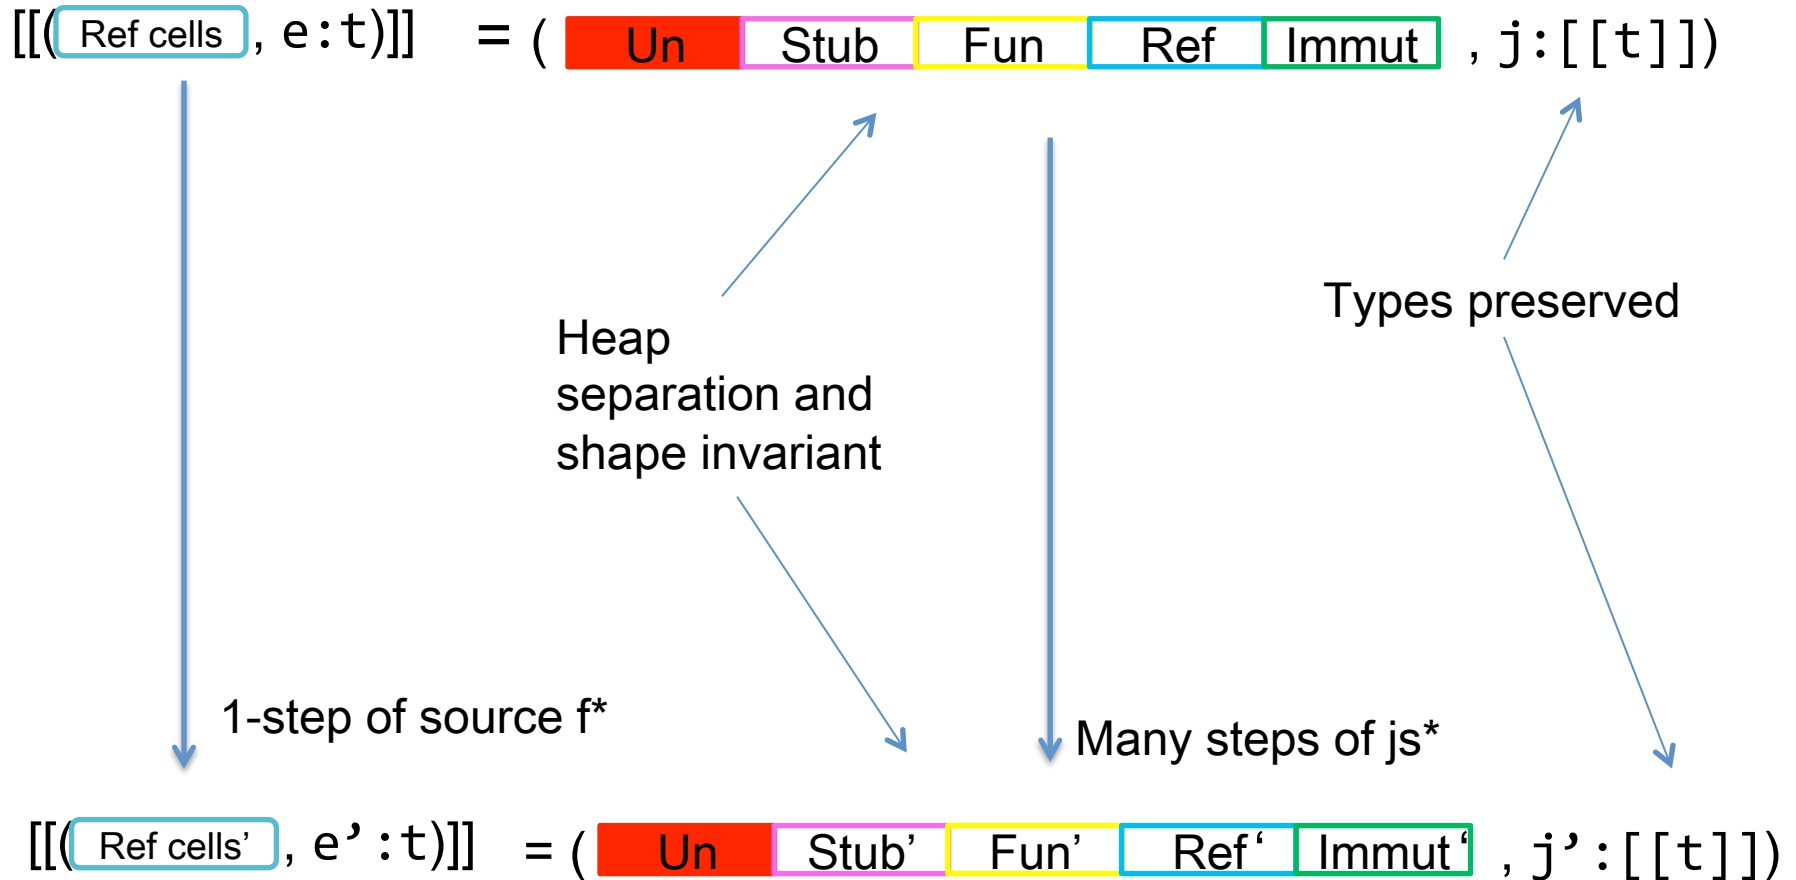 [[(Ref cells, e:t)]] = ( Un Stub Fun Ref Immut , j:[[t]])
Types preserved
Heap
separation and
shape invariant
1-step of source f*
Many steps of js*
[[(Ref cells’, e’:t)]] = ( Un Stub’ Fun’ Ref‘ Immut‘ , j’:[[t]])